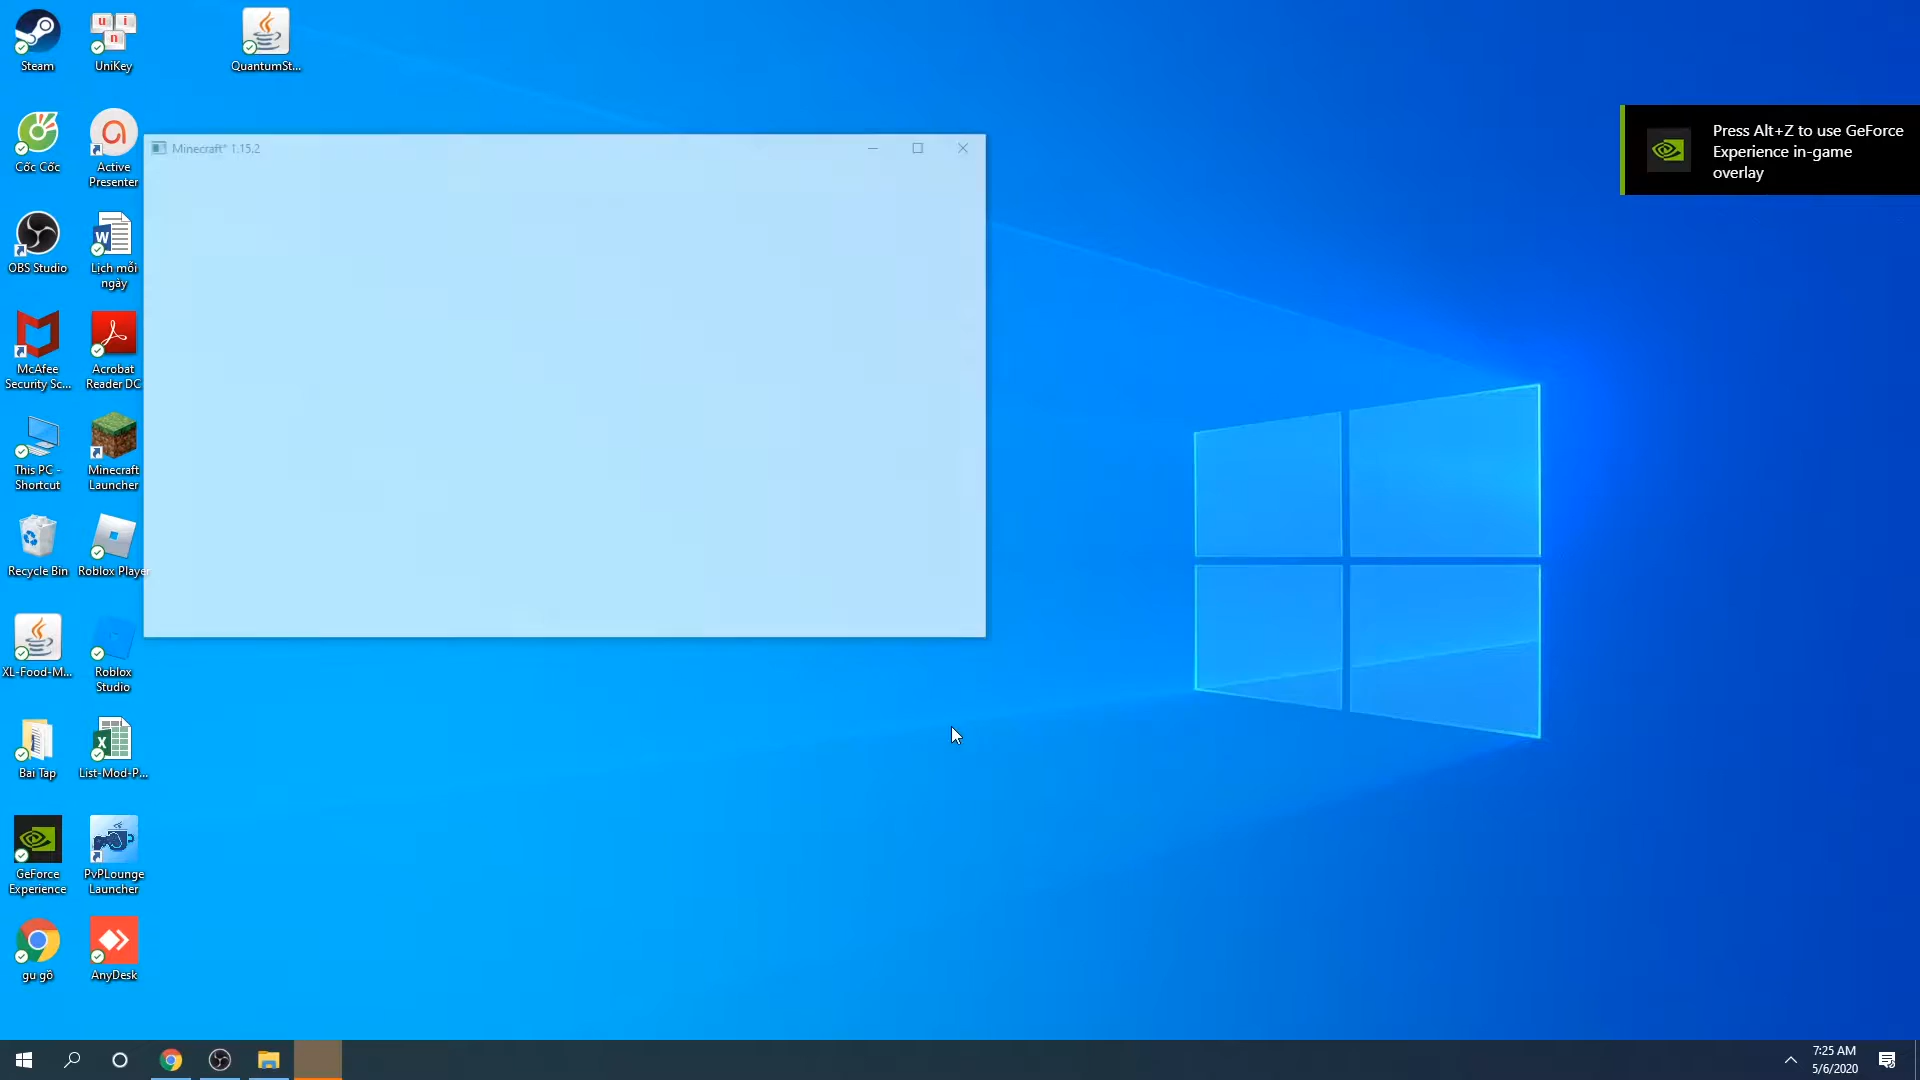 Steam
UniKey
QuantumSt...
Cốc Cốc
Active
Presenter
OBS Studio
Lịch mỗi
ngày
McAfee
Security Sc...
Acrobat
Reader DC
This PC -
Shortcut
Minecraft
Launcher
Recycle Bin
Roblox Player
XL-Food-M...
Roblox
Studio
Bai Tap
List-Mod-P...
GeForce
Experience
PvPLounge
Launcher
gu gồ
AnyDesk
Minecraft* 1.15.2
Press Alt+Z to use GeForce
Experience in-game
overlay
7:25 AM
5/6/2020